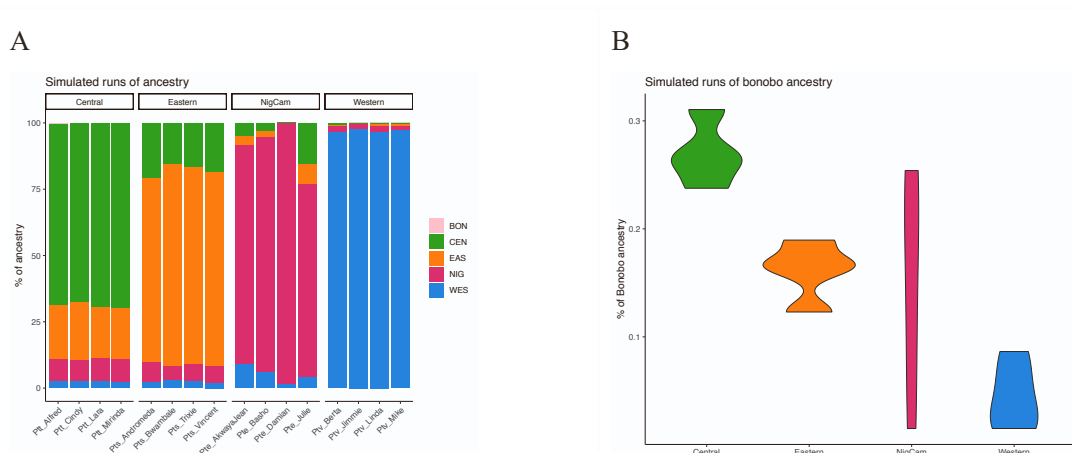 A
Simulated runs of ancestry
Central Eastern NigCam Western
% of ancestry
100
75
50
25
0
Ptt_Alfred
Ptt_Cindy
Ptt_Lara
Ptt_Mirinda
Pts_Andromeda
Pts_Bwambale
Pts_Trixie
Pts_Vincent
Pte_AkwayaJean
Pte_Basho
Pte_Damian
Pte_Julie
Ptv_Berta
Ptv_Jimmie
Ptv_Linda
Ptv_Mike
BON
CEN
EAS
NIG
WES
B
Simulated runs of bonobo ancestry
% of Bonobo ancestry
0.3
0.2
0.1
Central Eastern NigCam Western